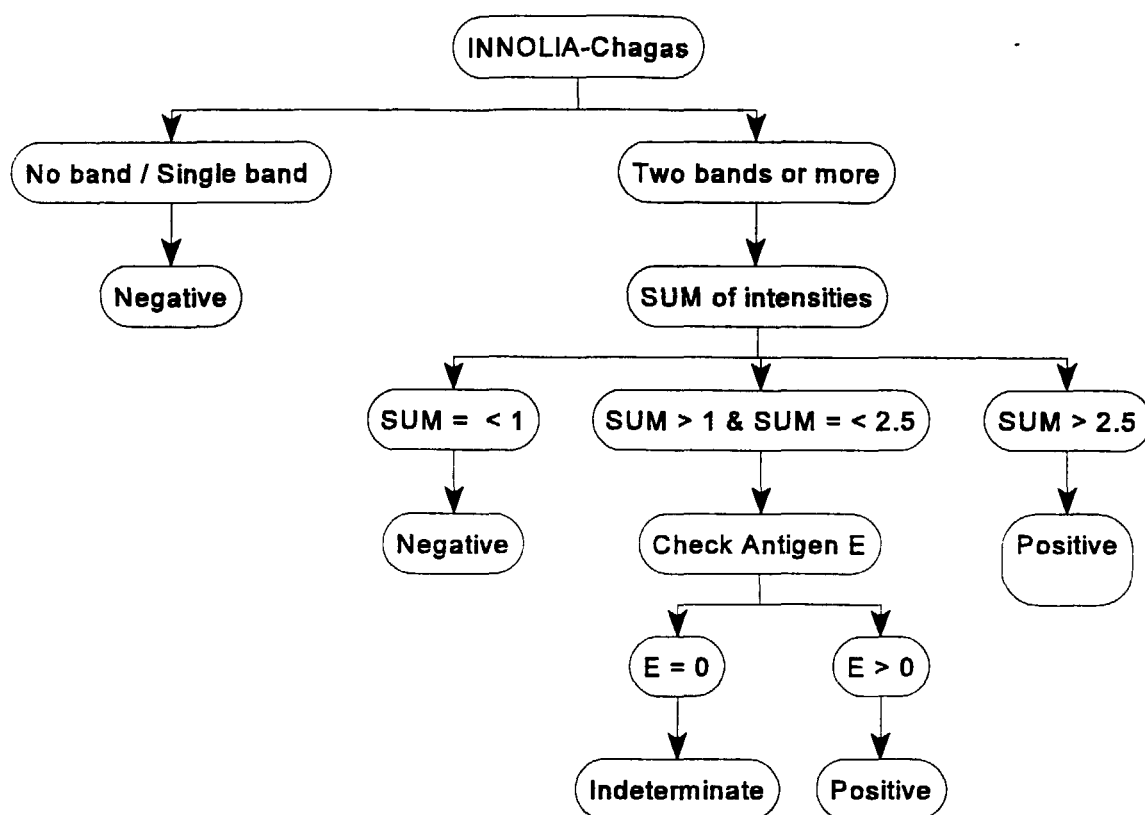 INNOLIA-Chagas
No band / Single band
Two bands or more
Negative
SUM of intensities
SUM = < 1
SUM > 1 & SUM = < 2.5
SUM > 2.5
Negative
Check Antigen E
Positive
E = 0
E > 0
Indeterminate
Positive